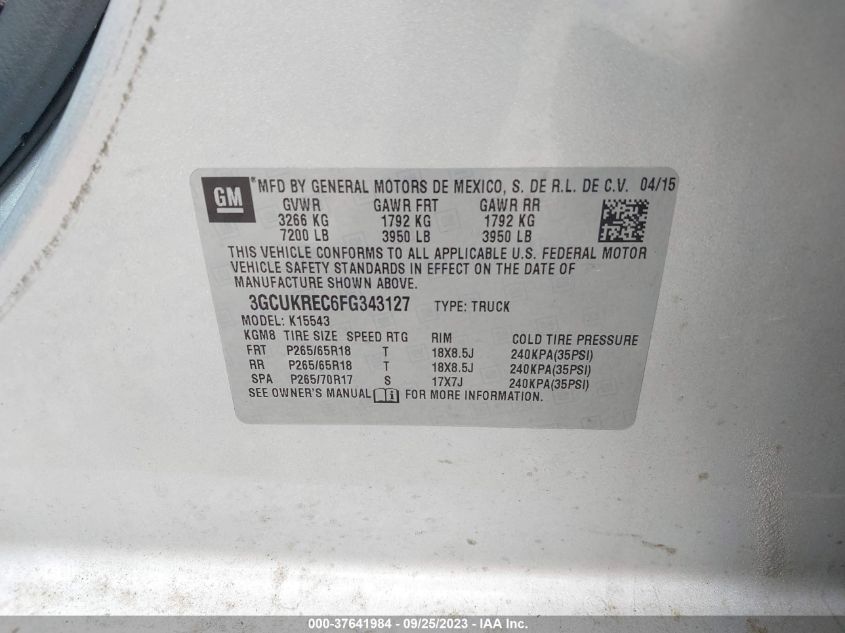 GM ® MFD BY GENERAL MOTORS DE MEXICO, S. DE R.L. DE C.V. 04/15
GVWR GAWR FRT GAWR RR
3266 KG 1792 KG 1792 KG
7200 LB 3950 LB 3950 LB
THIS VEHICLE CONFORMS TO ALL APPLICABLE U.S. FEDERAL MOTOR
VEHICLE SAFETY STANDARDS IN EFFECT ON THE DATE OF
MANUFACTURE SHOWN ABOVE.
3GCUKREC6FG343127 TYPE: TRUCK
MODEL: K15543
KGM8 TIRE SIZE SPEED RTG RIM COLD TIRE PRESSURE
FRT P265/65R18 T 18X8.5J 240KPA(35PSI)
RR P265/65R18 T 18X8.5J 240KPA(35PSI)
SPA P265/70R17 S 17X7J 240KPA(35PSI)
SEE OWNER'S MANUAL FOR MORE INFORMATION.
000-37641984 - 09/25/2023 - IAA Inc.